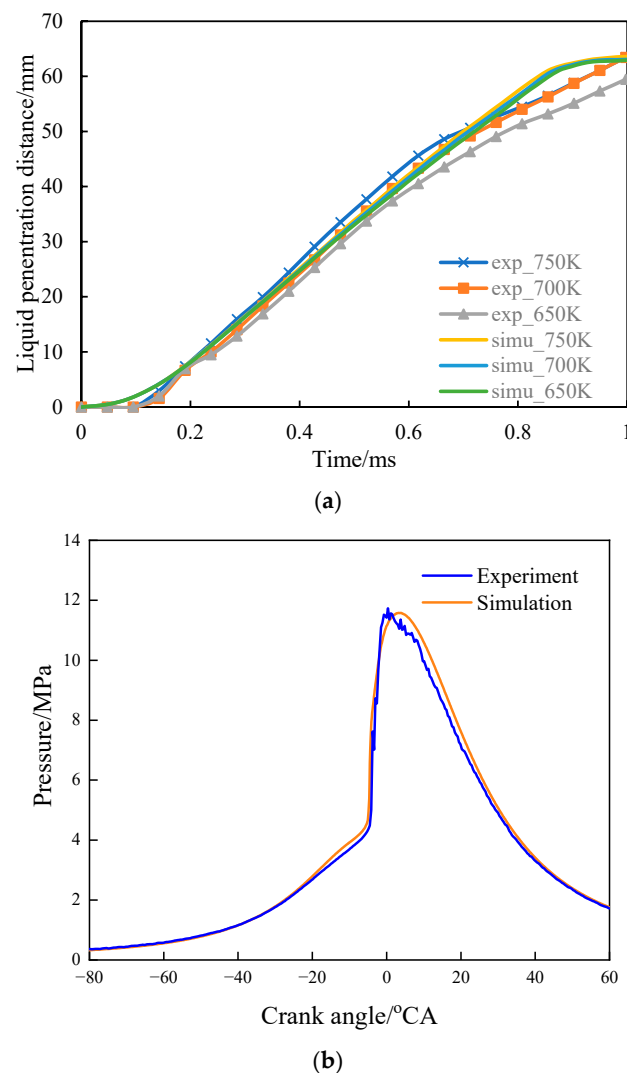 70
60
50
40
30
20
10
0
Liquid penentration distance/mm
exp_750K
exp_700K
exp_650K
simu_750K
simu_700K
simu_650K
0 0.2 0.4 0.6 0.8 1
Time/ms
(a)
14
12
10
8
6
4
2
0
Pressure/MPa
Experiment
Simulation
−80 −60 −40 −20 0 20 40 60
Crank angle/°CA
(b)